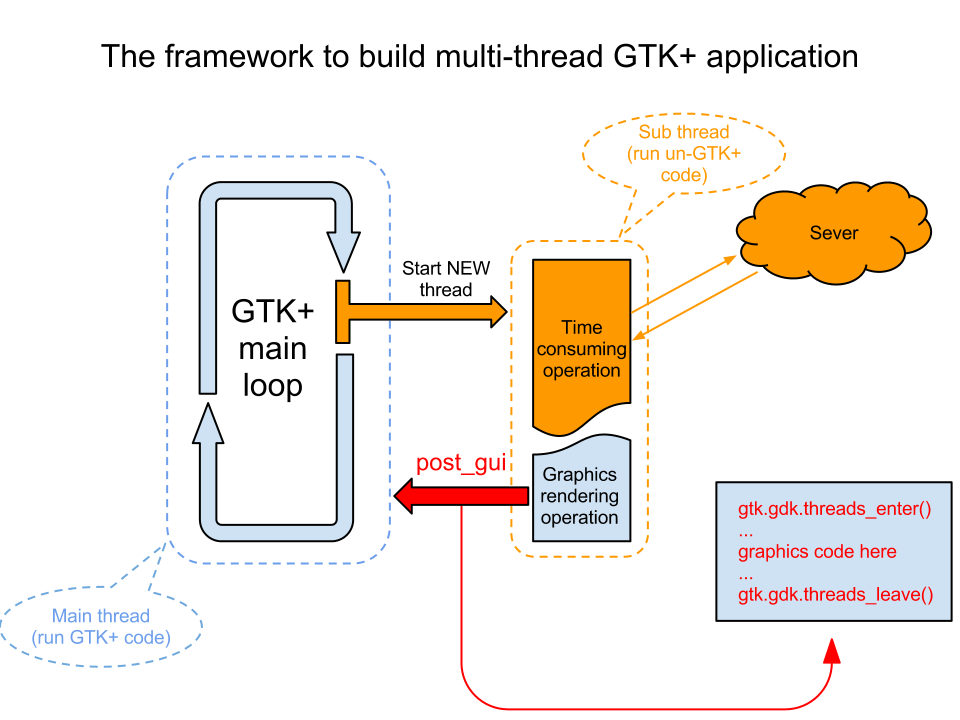 The framework to build multi-thread GTK+ application
Sub thread
(run un-GTK+
code)
Sever
Start NEW
thread
GTK+
main
loop
Time
consuming
operation
post_gui
Graphics
rendering
operation
gtk.gdk.threads_enter()
...
graphics code here
...
gtk.gdk.threads_leave()
Main thread
(run GTK+ code)